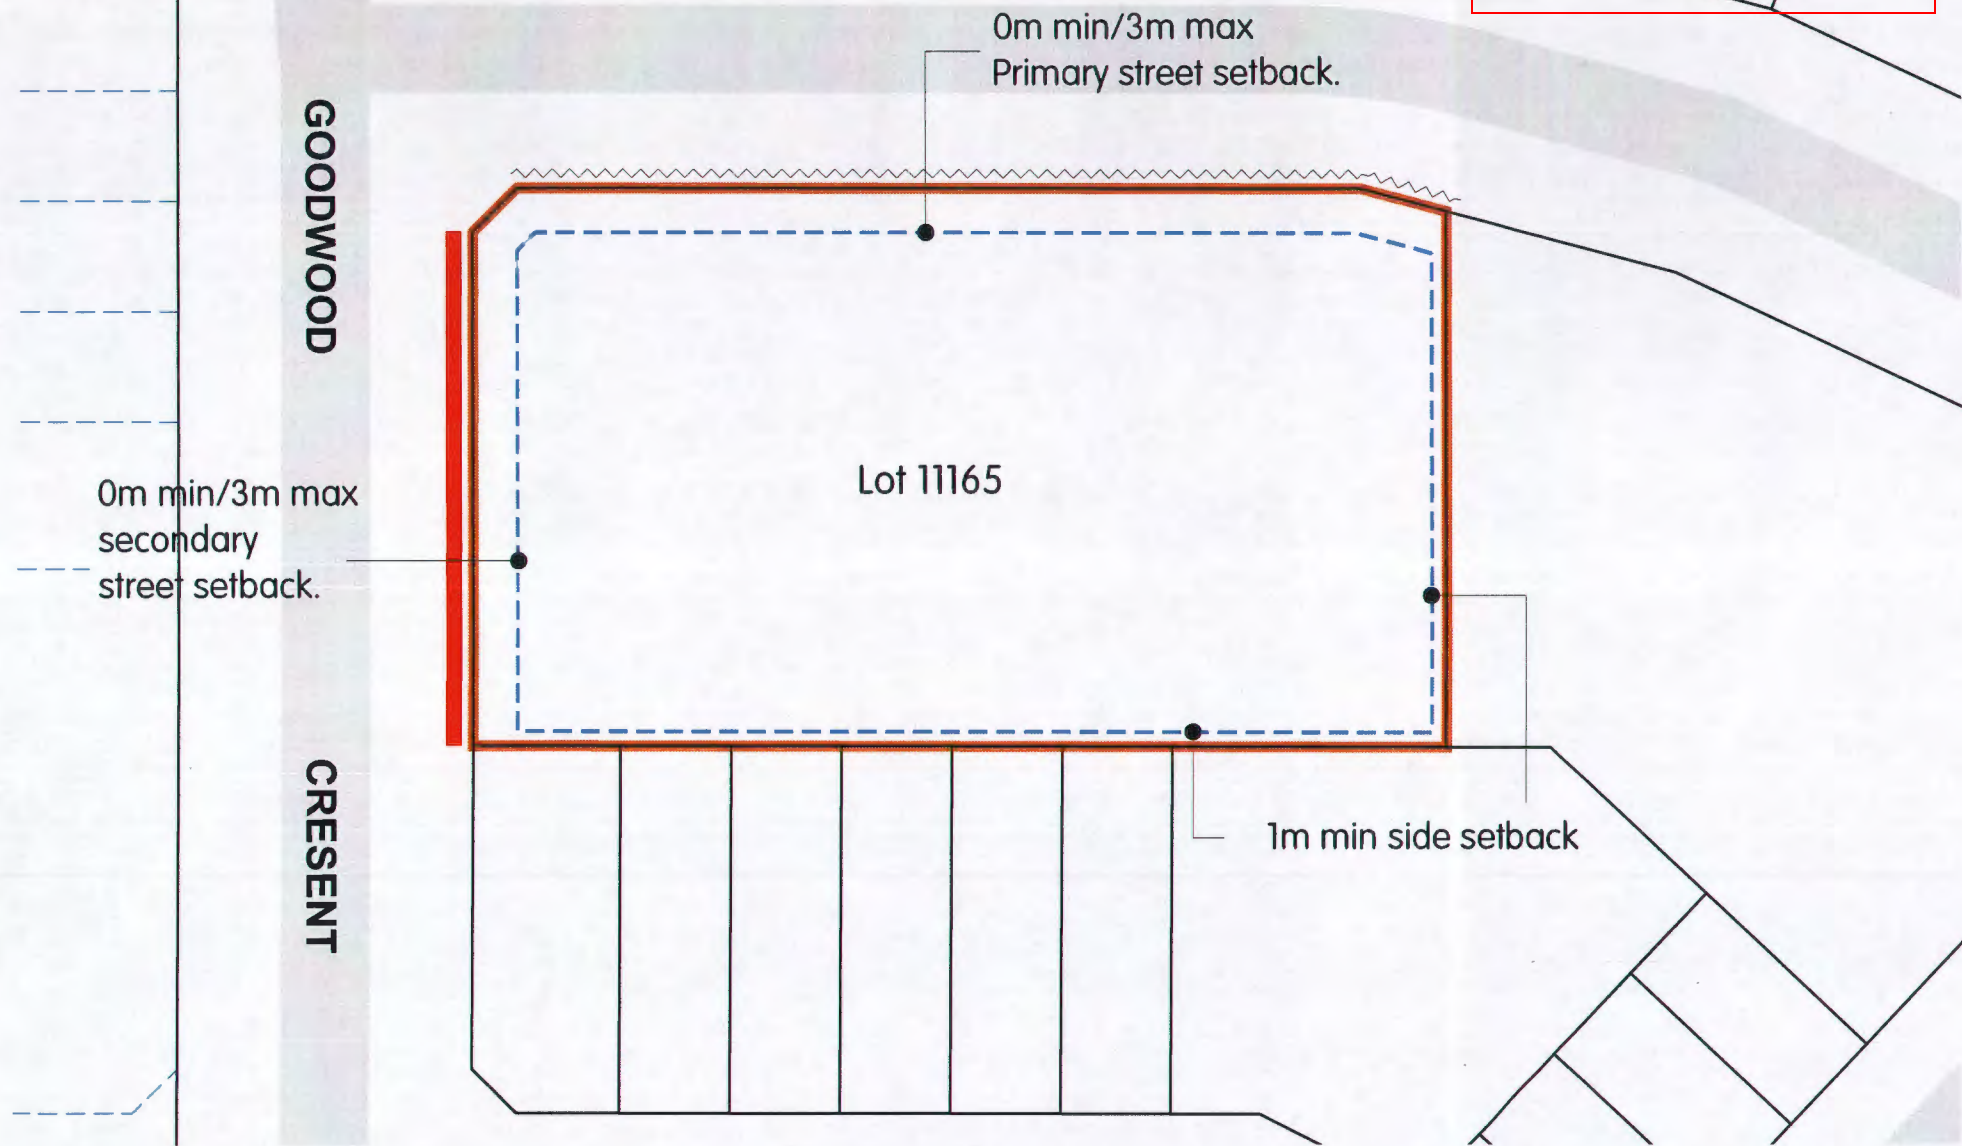 0m min/3m max
Primary street setback.
GOODWOOD
Lot 11165
0m min/3m max
secondary
street setback.
CRESENT
1m min side setback